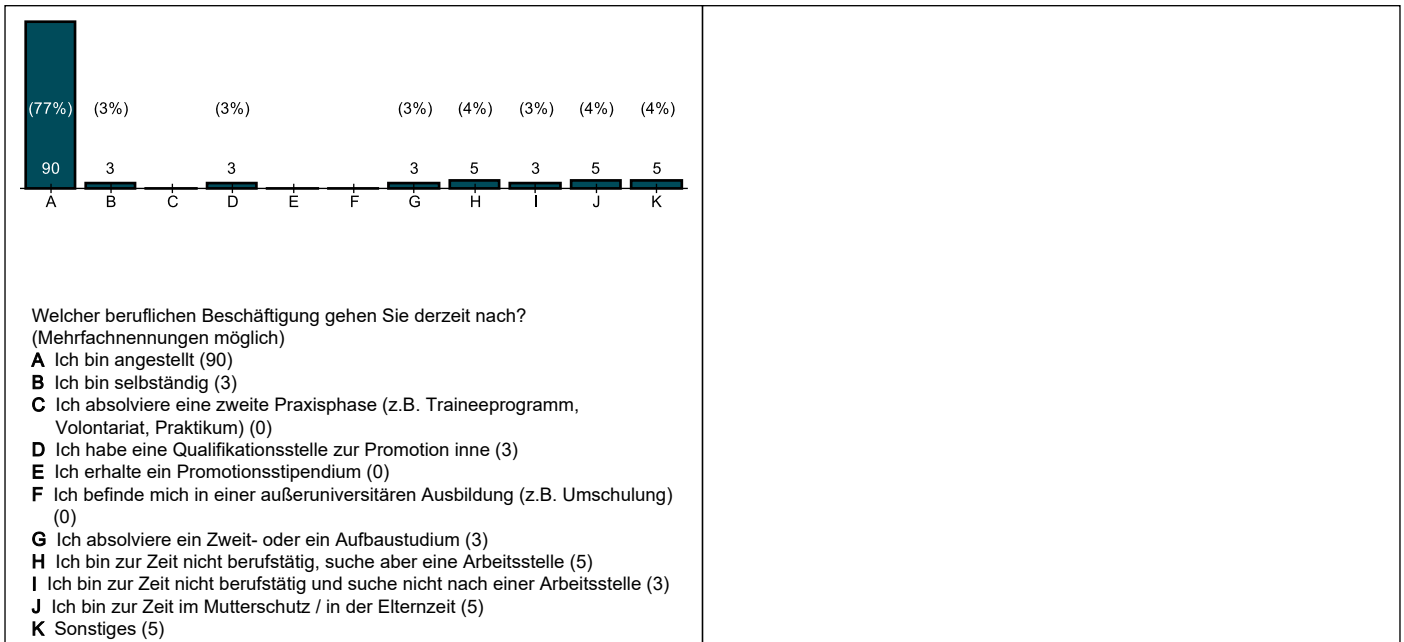 (77%) (3%) (3%) (3%) (4%) (3%) (4%) (4%)
90 3 3 3 5 3 5 5
A B C D E F G H I J K
Welcher beruflichen Beschäftigung gehen Sie derzeit nach?
(Mehrfachnennungen möglich)
A Ich bin angestellt (90)
B Ich bin selbständig (3)
C Ich absolviere eine zweite Praxisphase (z.B. Traineeprogramm,
Volontariat, Praktikum) (0)
D Ich habe eine Qualifikationsstelle zur Promotion inne (3)
E Ich erhalte ein Promotionsstipendium (0)
F Ich befinde mich in einer außeruniversitären Ausbildung (z.B. Umschulung)
(0)
G Ich absolviere ein Zweit- oder ein Aufbaustudium (3)
H Ich bin zur Zeit nicht berufstätig, suche aber eine Arbeitsstelle (5)
I Ich bin zur Zeit nicht berufstätig und suche nicht nach einer Arbeitsstelle (3)
J Ich bin zur Zeit im Mutterschutz / in der Elternzeit (5)
K Sonstiges (5)